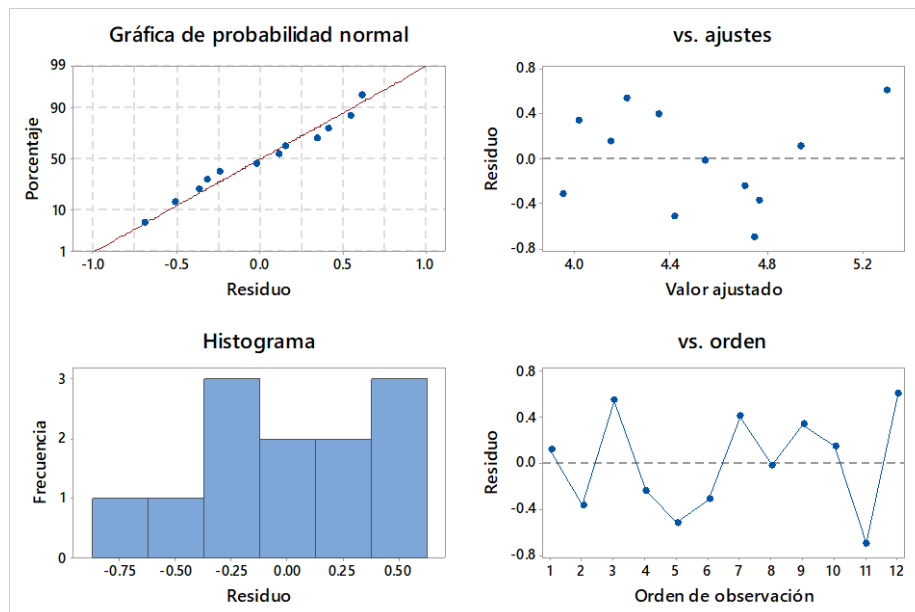 Gráfica de probabilidad normal
99
90
50
10
1
Porcentaje
-1.0 -0.5 0.0 0.5 1.0
Residuo
vs. ajustes
0.8
0.4
0.0
-0.4
-0.8
Residuo
4.0 4.4 4.8 5.2
Valor ajustado
Histograma
3
2
1
0
Frecuencia
-0.75 -0.50 -0.25 0.00 0.25 0.50
Residuo
vs. orden
0.8
0.4
0.0
-0.4
-0.8
Residuo
1 2 3 4 5 6 7 8 9 10 11 12
Orden de observación